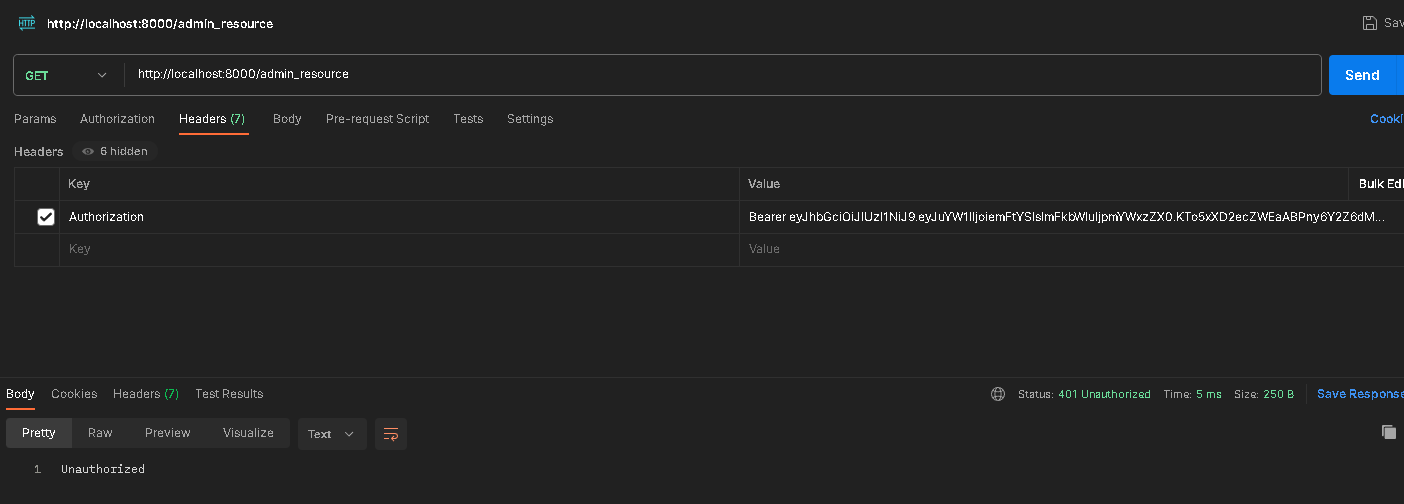 HTTP
http://localhost:8000/admin_resource
Sav
GET
http://localhost:8000/admin_resource
Send
Params Authorization Headers (7) Body Pre-request Script Tests Settings
Cooki
Headers 6 hidden
Key Value Bulk Edi
Authorization Bearer eyJhbGciOiJIUzI1NiJ9.eyJuYW1lIjoiemFtYSIsImFkbWluIjpmYWxzZX0.KTc5xXD2ecZWEaABPny6Y2Z6dM...
Key Value
Body Cookies Headers (7) Test Results
Status: 401 Unauthorized Time: 5 ms Size: 250 B Save Response
Pretty Raw Preview Visualize Text
1 Unauthorized